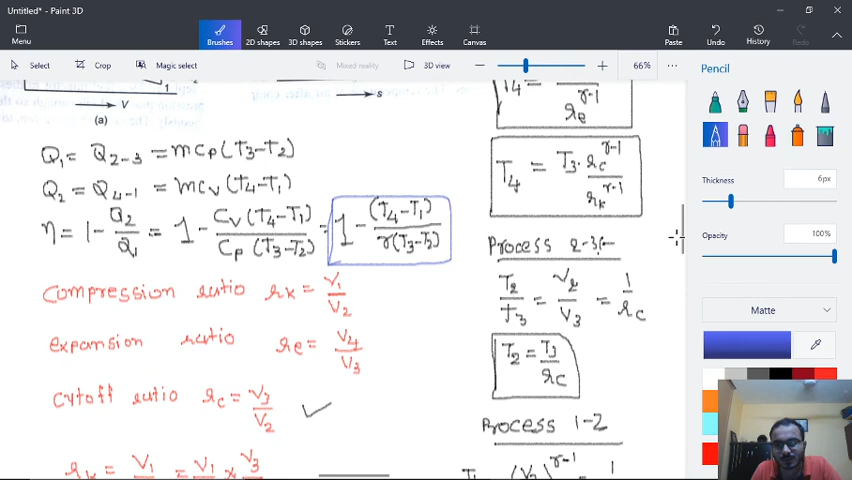 Untitled * - Paint 3D
Menu
Brushes
2D shapes
3D shapes
Stickers
Text
Effects
Canvas
Paste
Undo
History
Redo
Select
Crop
Magic select
Mixed reality
3D view
66%
Pencil
Thickness
6px
Opacity
100%
Matte
1
V
(a)
s
Q₁ = Q₂₋₃ = mCp (T₃-T₂)
Q₂ = Q₄₋₁ = mCv (T₄-T₁)
η = 1 - Q₂/Q₁ = 1 - Cv (T₄-T₁)/Cp (T₃-T₂) = 1 - (T₄-T₁)/γ(T₃-T₂)
Compression ratio rk = V₁/V₂
Expansion ratio re = V₄/V₃
Cutoff ratio rc = V₃/V₂
rk = V₁ = V₁ × V₃
T₄ = re^γ-1
T₄ = T₃ · rc^γ-1/rk^γ-1
Process 2-3:-
T₂/T₃ = V₂/V₃ = 1/rc
T₂ = T₃/rc
Process 1-2